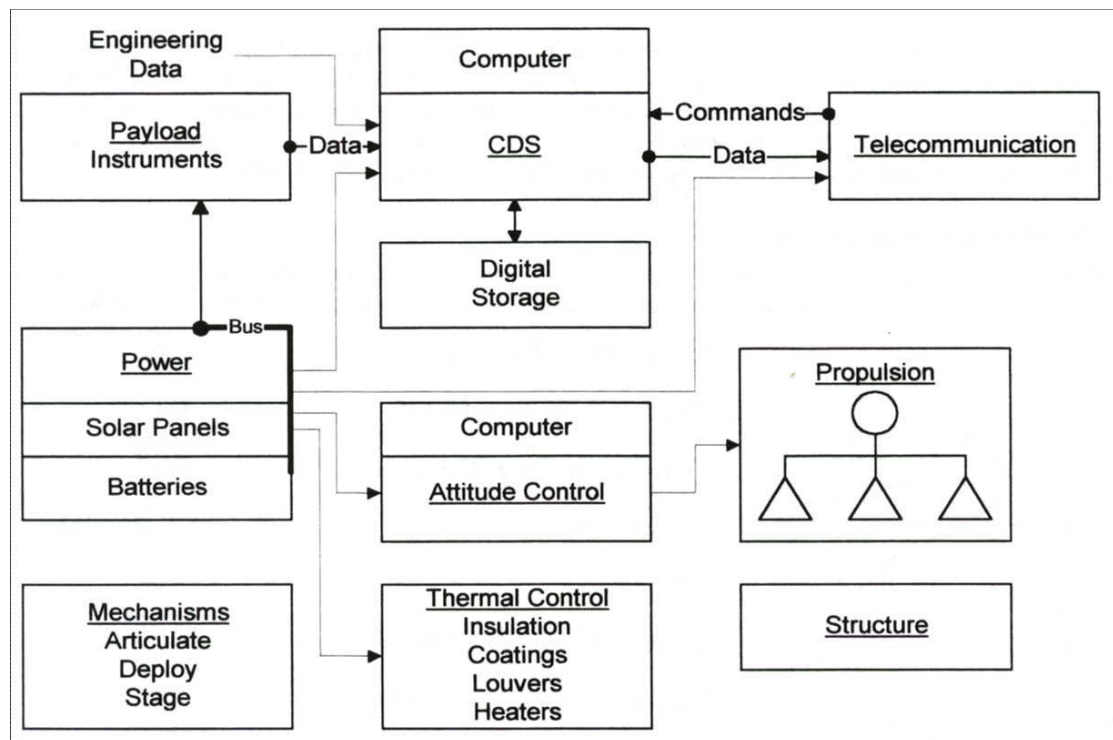 Engineering
Data
Computer
Payload
Instruments
Data
CDS
Commands
Data
Telecommunication
Digital
Storage
Bus
Power
Solar Panels
Batteries
Computer
Attitude Control
Propulsion
Mechanisms
Articulate
Deploy
Stage
Thermal Control
Insulation
Coatings
Louvers
Heaters
Structure